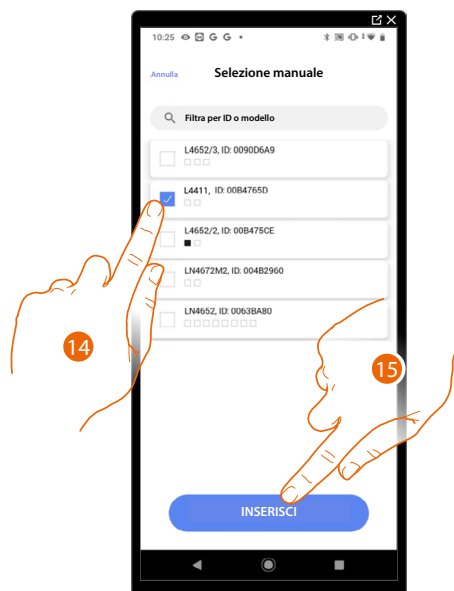 10:25 G G
Annulla Selezione manuale
Filtra per ID o modello
L4652/3, ID: 0090D6A9
L4411, ID: 00B4765D
L4652/2, ID: 00B475CE
LN4672M2, ID: 004B2960
LN4652, ID: 0063BA80
14
15
INSERISCI